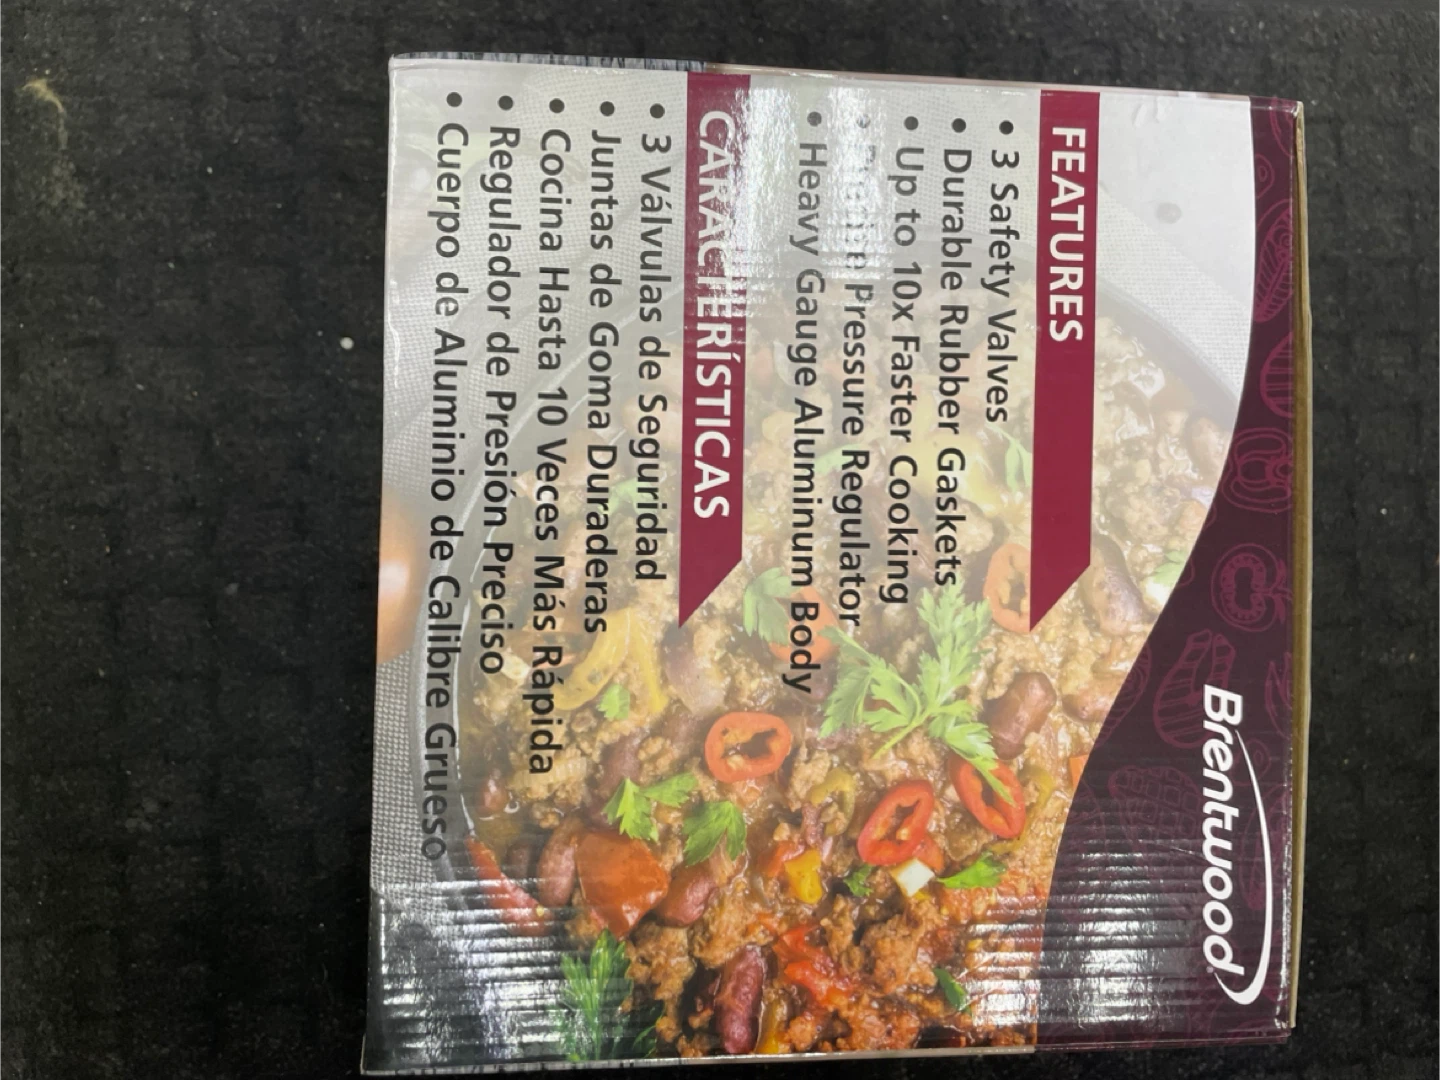 Brentwood
FEATURES
• 3 Safety Valves
• Durable Rubber Gaskets
• Up to 10x Faster Cooking
• Pressure Regulator
• Heavy Gauge Aluminum Body
CARACTERÍSTICAS
• 3 Válvulas de Seguridad
• Juntas de Goma Duraderas
• Cocina Hasta 10 Veces Más Rápida
• Regulador de Presión Preciso
• Cuerpo de Aluminio de Calibre Grueso